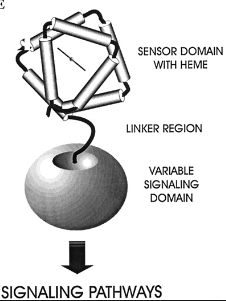 SENSOR DOMAIN
WITH HEME
LINKER REGION
VARIABLE
SIGNALING
DOMAIN
SIGNALING PATHWAYS